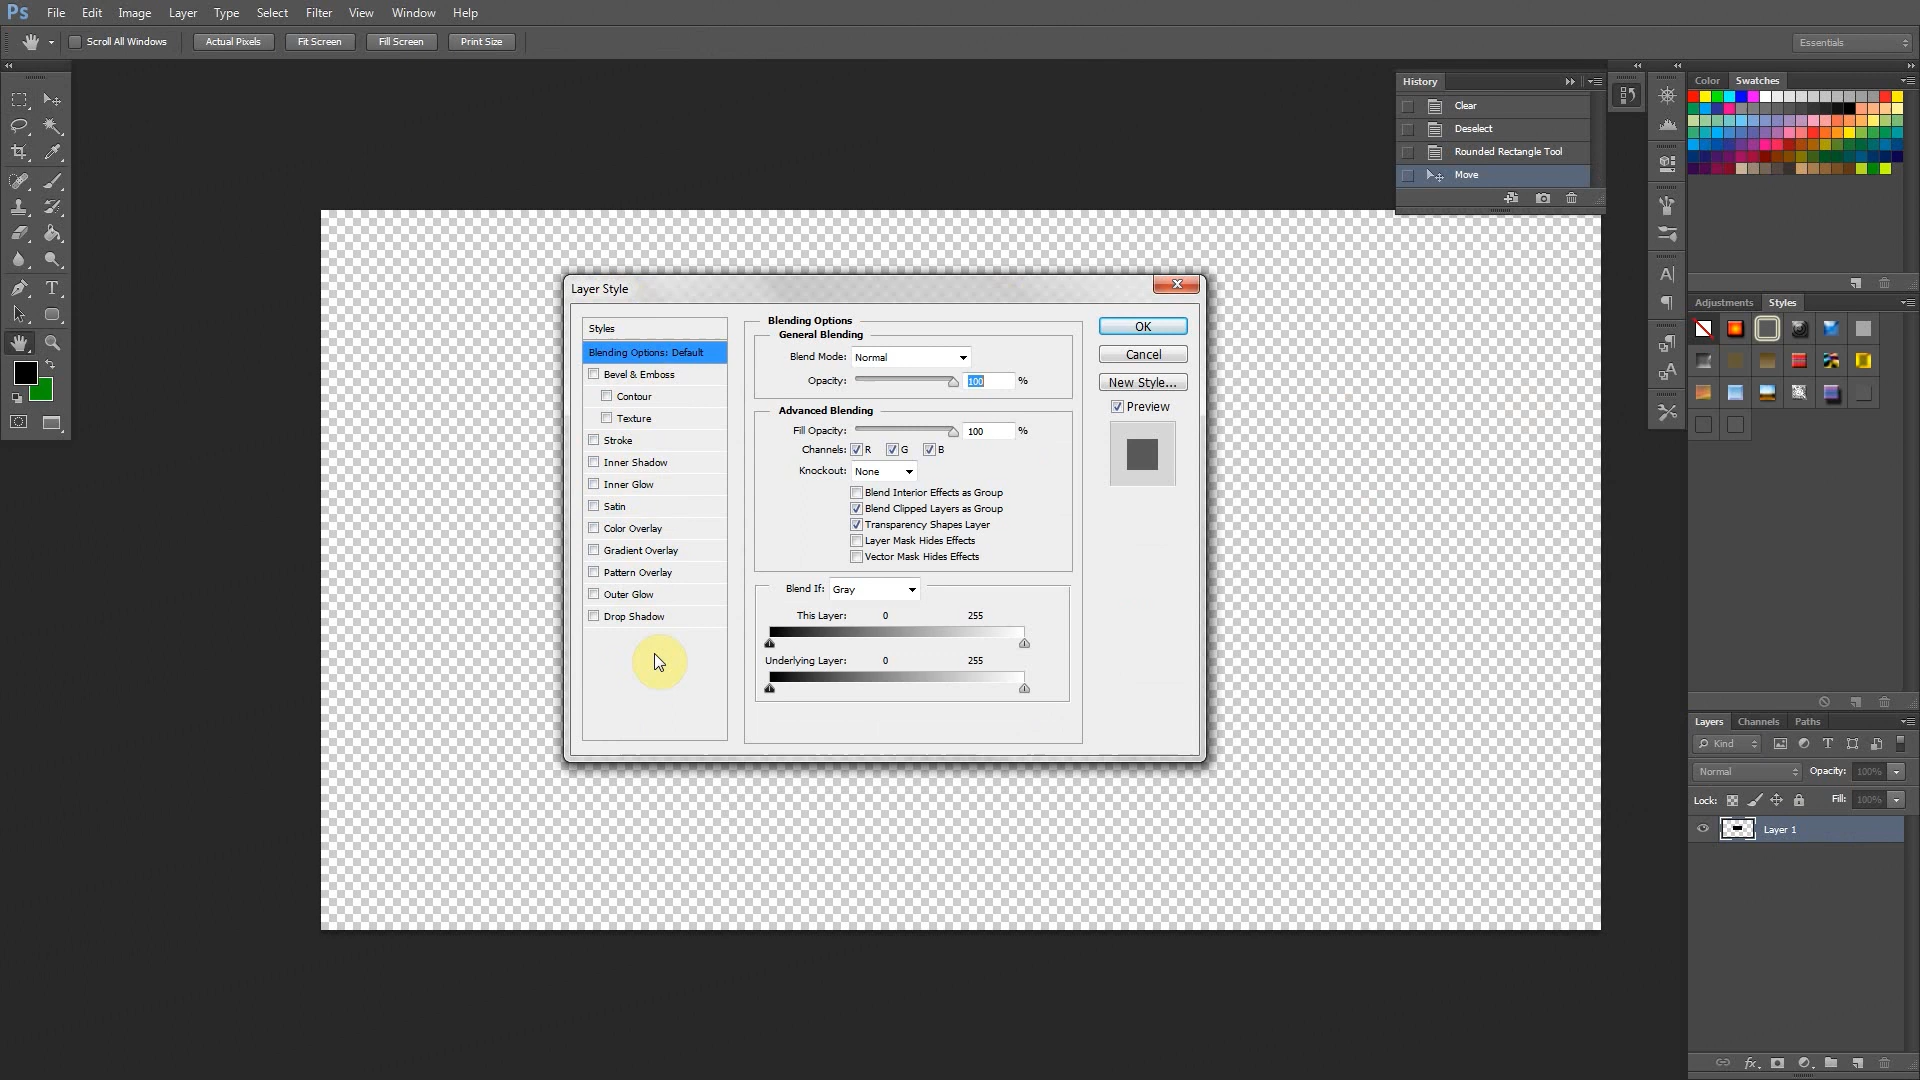 Ps File Edit Image Layer Type Select Filter View Window Help
Scroll All Windows Actual Pixels Fit Screen Fill Screen Print Size Essentials
History
Clear
Deselect
Rounded Rectangle Tool
Move
Color Swatches
Adjustments Styles
Layer Style
Styles
Blending Options: Default
Bevel & Emboss
Contour
Texture
Stroke
Inner Shadow
Inner Glow
Satin
Color Overlay
Gradient Overlay
Pattern Overlay
Outer Glow
Drop Shadow
Blending Options
General Blending
Blend Mode: Normal
Opacity: 100 %
Advanced Blending
Fill Opacity: 100 %
Channels: R G B
Knockout: None
Blend Interior Effects as Group
Blend Clipped Layers as Group
Transparency Shapes Layer
Layer Mask Hides Effects
Vector Mask Hides Effects
Blend If: Gray
This Layer: 0 255
Underlying Layer: 0 255
OK
Cancel
New Style...
Preview
Layers Channels Paths
Kind
Normal Opacity: 100%
Lock: Fill: 100%
Layer 1
fx